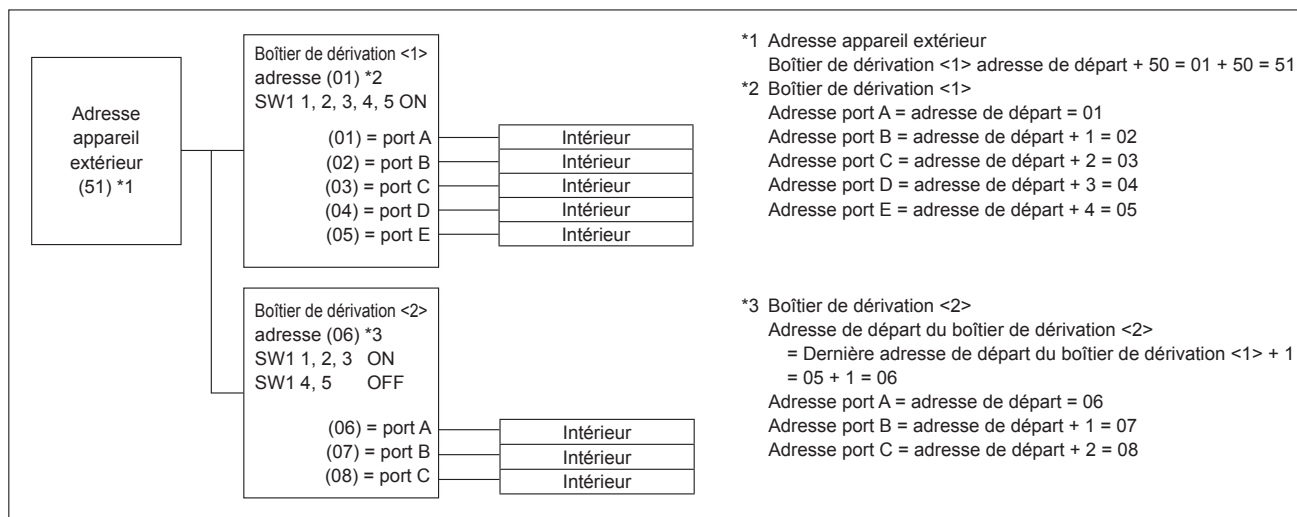 Adresse
appareil
extérieur
(51) *1
Boîtier de dérivation <1>
adresse (01) *2
SW1 1, 2, 3, 4, 5 ON
(01) = port A
Intérieur
(02) = port B
Intérieur
(03) = port C
Intérieur
(04) = port D
Intérieur
(05) = port E
Intérieur
Boîtier de dérivation <2>
adresse (06) *3
SW1 1, 2, 3 ON
SW1 4, 5 OFF
(06) = port A
Intérieur
(07) = port B
Intérieur
(08) = port C
Intérieur
*1 Adresse appareil extérieur
Boîtier de dérivation <1> adresse de départ + 50 = 01 + 50 = 51
*2 Boîtier de dérivation <1>
Adresse port A = adresse de départ = 01
Adresse port B = adresse de départ + 1 = 02
Adresse port C = adresse de départ + 2 = 03
Adresse port D = adresse de départ + 3 = 04
Adresse port E = adresse de départ + 4 = 05
*3 Boîtier de dérivation <2>
Adresse de départ du boîtier de dérivation <2>
= Dernière adresse de départ du boîtier de dérivation <1> + 1
= 05 + 1 = 06
Adresse port A = adresse de départ = 06
Adresse port B = adresse de départ + 1 = 07
Adresse port C = adresse de départ + 2 = 08